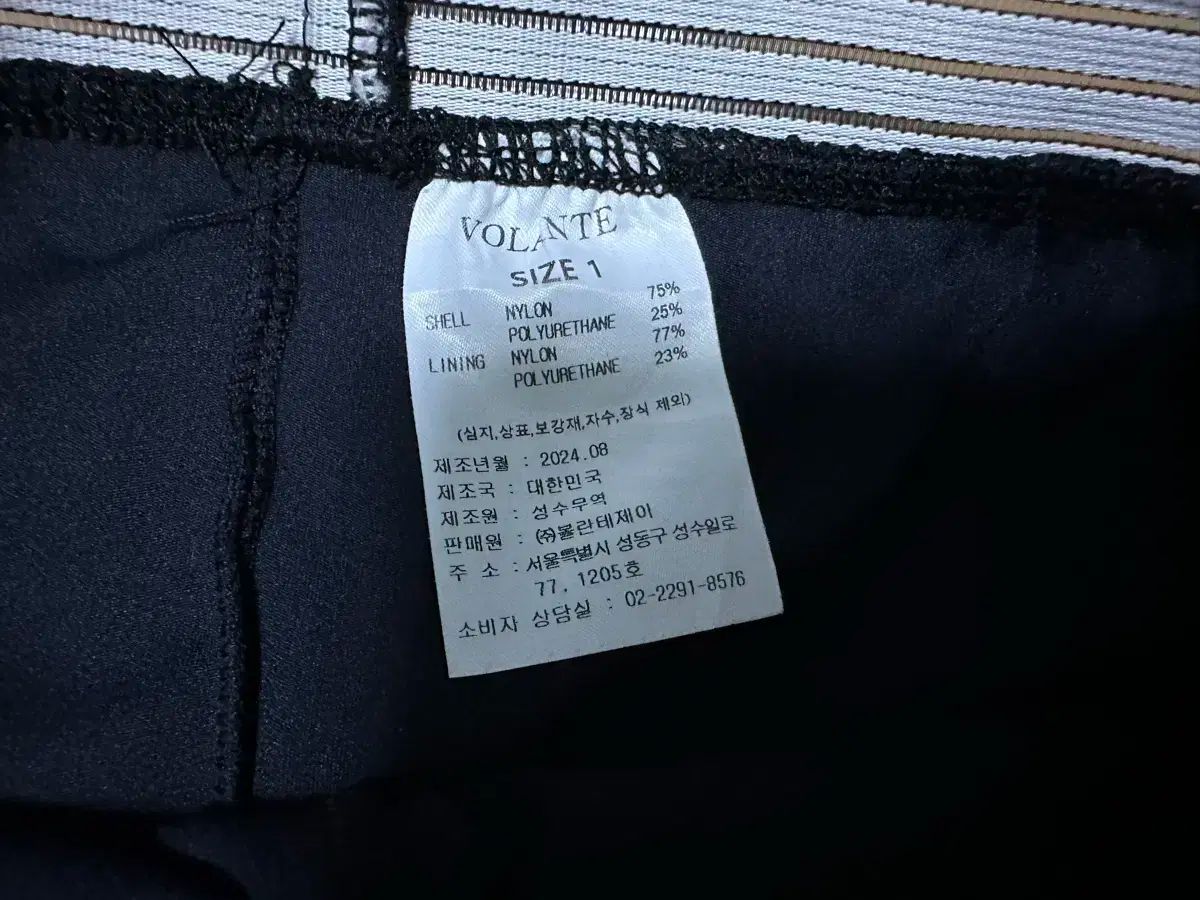 VOLANTE
SIZE 1
SHELL NYLON 75%
POLYURETHANE 25%
LINING NYLON 77%
POLYURETHANE 23%
(심지,상표,보강재,자수,장식 제외)
제조년월 : 2024.08
제조국 : 대한민국
제조원 : 성수무역
판매원 : ㈜볼란테제이
주 소 : 서울특별시 성동구 성수일로
77, 1205호
소비자 상담실 : 02-2291-8576